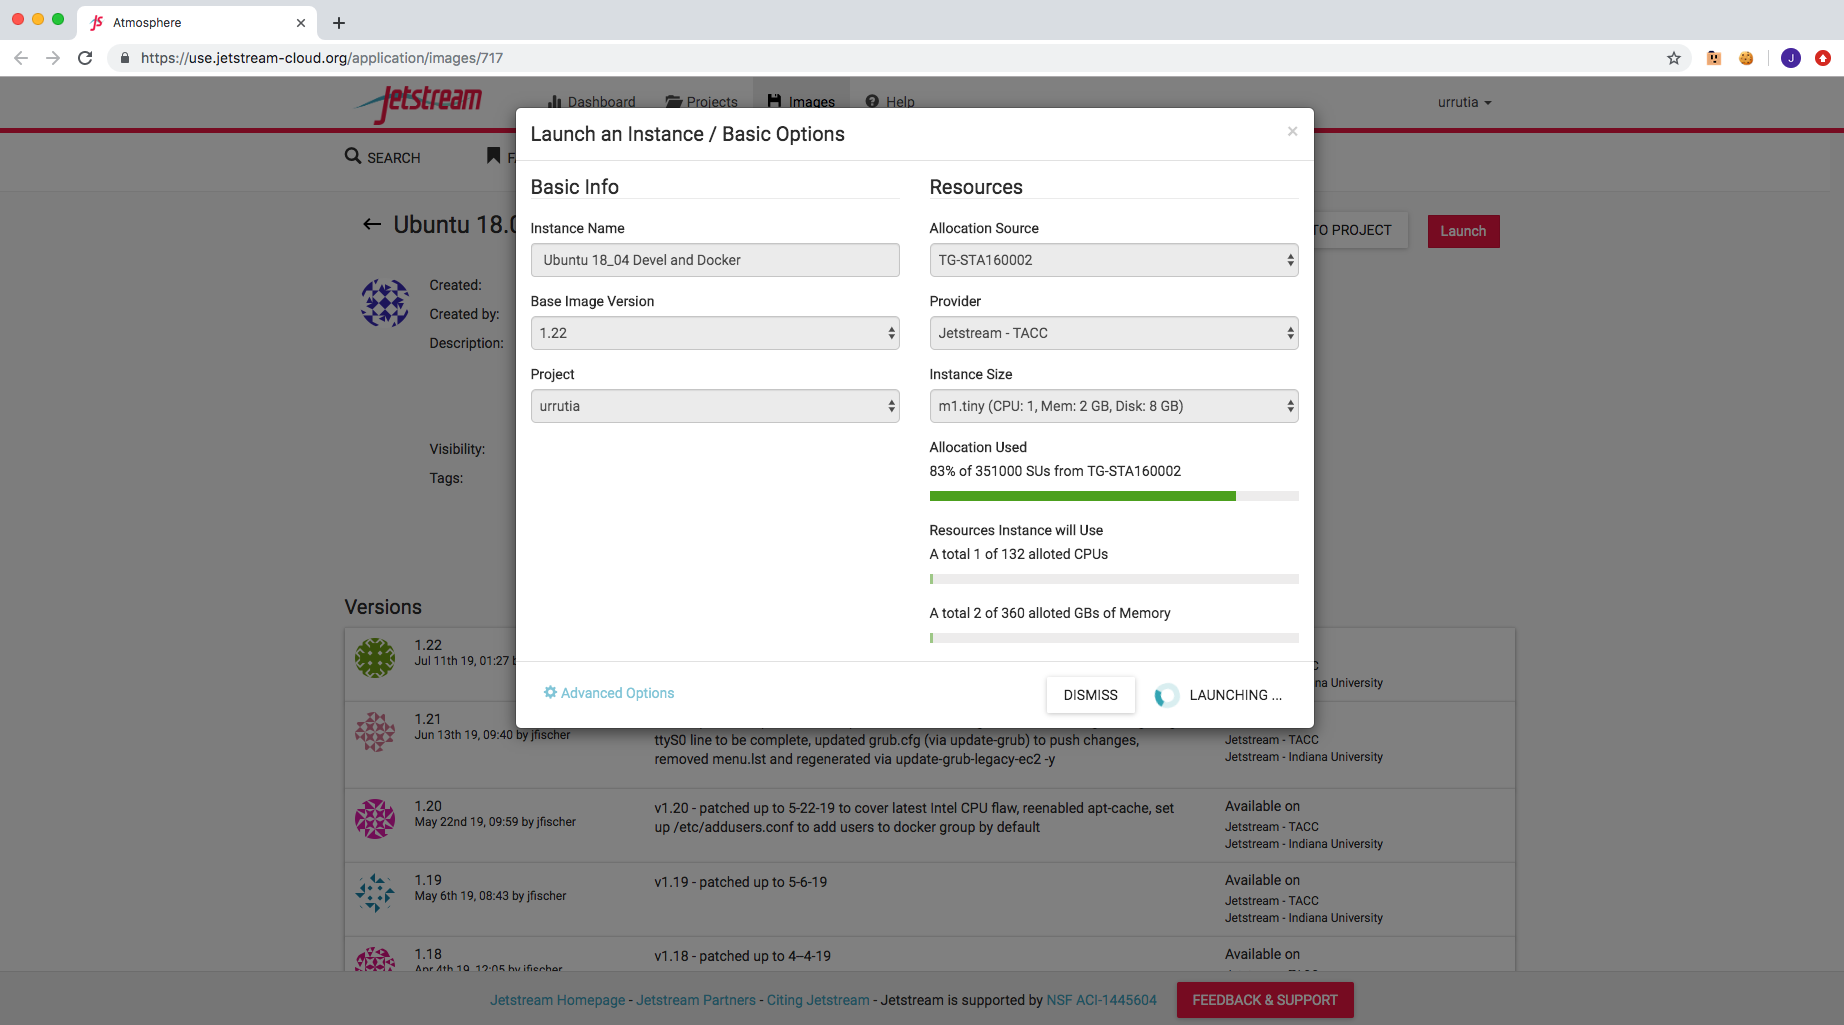 Atmosphere
https://use.jetstream-cloud.org/application/images/717
J
Jetstream
Dashboard
Projects
Images
Help
urrutia
SEARCH
Launch an Instance / Basic Options
Ubuntu 18.0
TO PROJECT
Launch
Created:
Created by:
Description:
Visibility:
Tags:
Basic Info
Instance Name
Ubuntu 18_04 Devel and Docker
Base Image Version
1.22
Project
urrutia
Resources
Allocation Source
TG-STA160002
Provider
Jetstream - TACC
Instance Size
m1.tiny (CPU: 1, Mem: 2 GB, Disk: 8 GB)
Allocation Used
83% of 351000 SUs from TG-STA160002
Resources Instance will Use
A total 1 of 132 alloted CPUs
A total 2 of 360 alloted GBs of Memory
Advanced Options
DISMISS
LAUNCHING ...
Versions
1.22
Jul 11th 19, 01:27
na University
1.21
Jun 13th 19, 09:40 by jfischer
ttyS0 line to be complete, updated grub.cfg (via update-grub) to push changes,
removed menu.lst and regenerated via update-grub-legacy-ec2 -y
Jetstream - TACC
Jetstream - Indiana University
1.20
May 22nd 19, 09:59 by jfischer
v1.20 - patched up to 5-22-19 to cover latest Intel CPU flaw, reenabled apt-cache, set
up /etc/addusers.conf to add users to docker group by default
Available on
Jetstream - TACC
Jetstream - Indiana University
1.19
May 6th 19, 08:43 by jfischer
v1.19 - patched up to 5-6-19
Available on
Jetstream - TACC
Jetstream - Indiana University
1.18
Apr 4th 19, 12:05 by jfischer
v1.18 - patched up to 4--4-19
Available on
Jetstream Homepage - Jetstream Partners - Citing Jetstream - Jetstream is supported by NSF ACI-1445604
FEEDBACK & SUPPORT